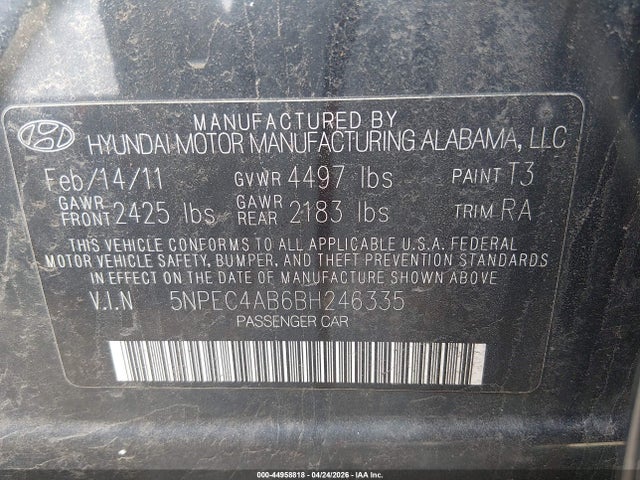 MANUFACTURED BY
HYUNDAI MOTOR MANUFACTURING ALABAMA, LLC
Feb/14/11 GVWR 4497 lbs PAINT T3
GAWR FRONT 2425 lbs GAWR REAR 2183 lbs TRIM RA
THIS VEHICLE CONFORMS TO ALL APPLICABLE U.S.A. FEDERAL
MOTOR VEHICLE SAFETY, BUMPER, AND THEFT PREVENTION STANDARDS
IN EFFECT ON THE DATE OF MANUFACTURE SHOWN ABOVE.
V.I.N 5NPEC4AB6BH246335
PASSENGER CAR
000-44958818 - 04/24/2026 - IAA Inc.